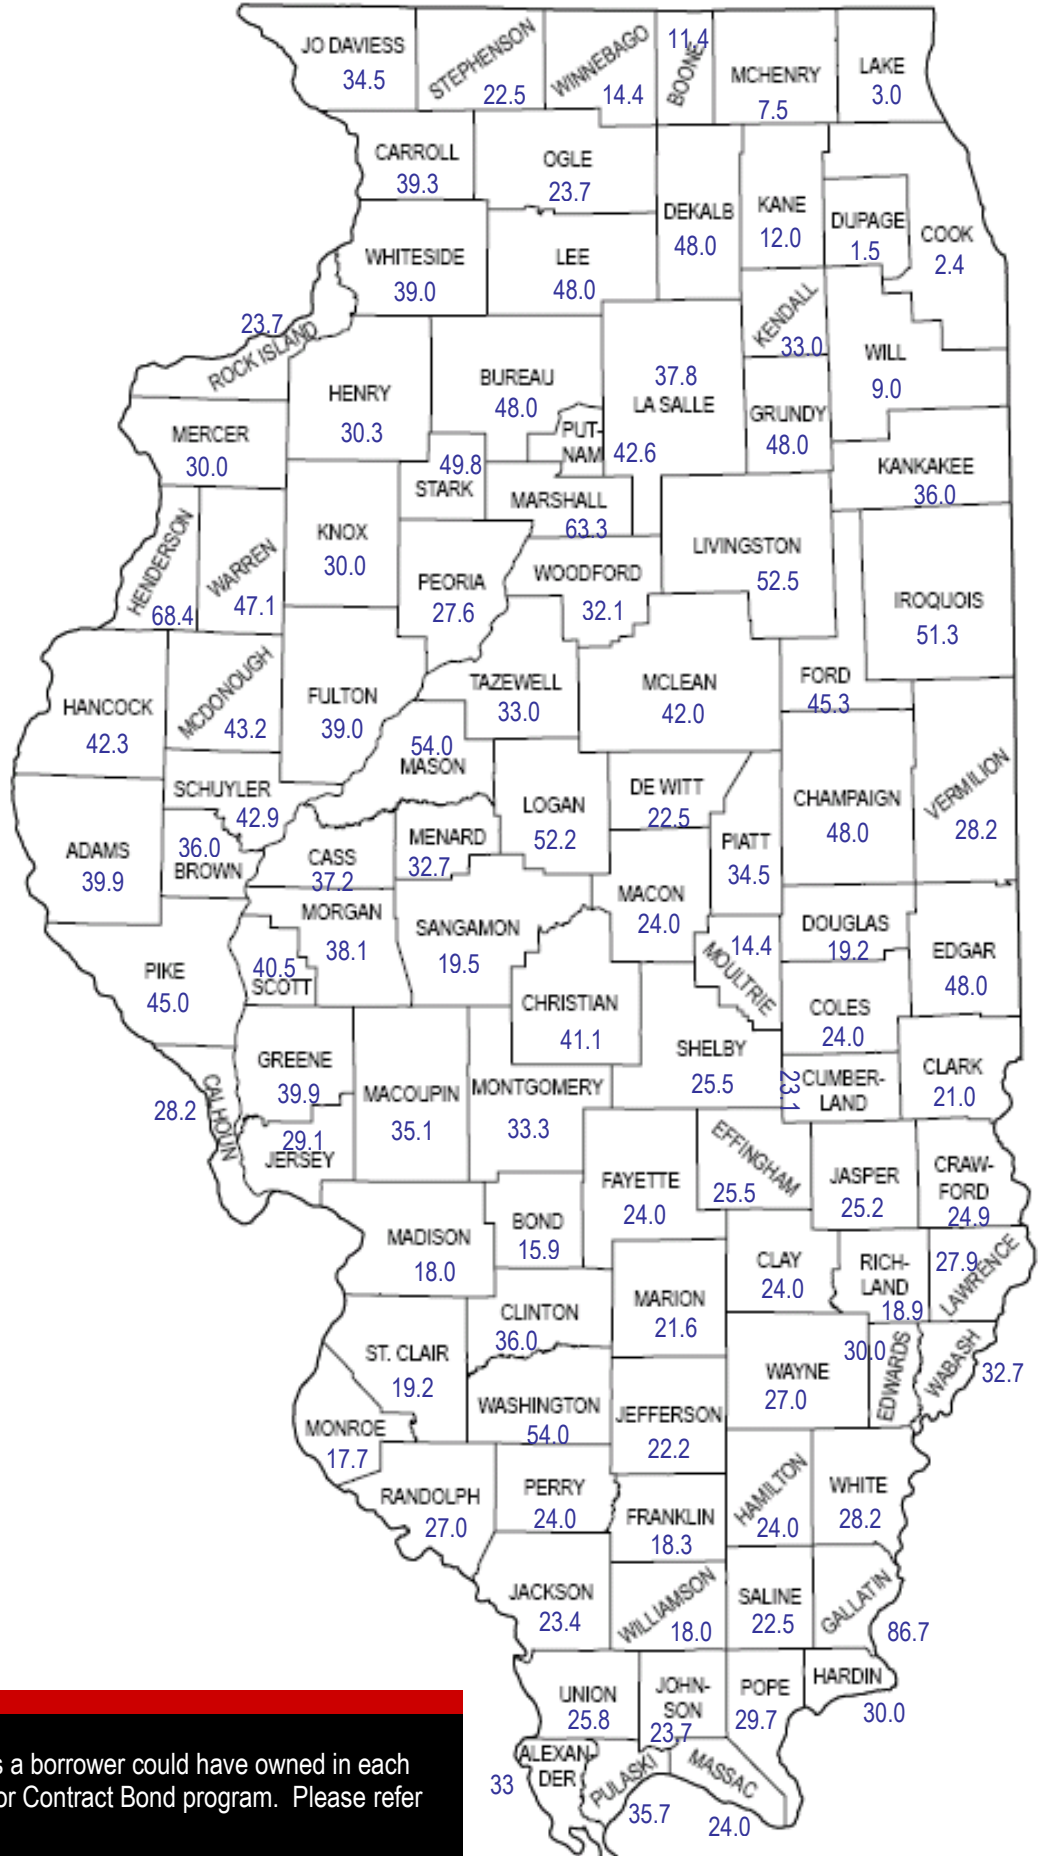 JO DAVIESS
34.5
STEPHENSON
22.5
WINNEBAGO
14.4
11.4
BOONE
MCHENRY
7.5
LAKE
3.0
CARROLL
39.3
OGLE
23.7
DEKALB
48.0
KANE
12.0
DUPAGE
1.5
COOK
2.4
WHITESIDE
39.0
LEE
48.0
23.7
ROCK ISLAND
KENDALL
33.0
WILL
9.0
HENRY
30.3
BUREAU
48.0
37.8
LA SALLE
GRUNDY
48.0
MERCER
30.0
PUT-
NAM
42.6
KANKAKEE
36.0
49.8
STARK
MARSHALL
63.3
HENDERSON
68.4
WARREN
47.1
KNOX
30.0
PEORIA
27.6
WOODFORD
32.1
LIVINGSTON
52.5
IROQUOIS
51.3
HANCOCK
42.3
MCDONOUGH
43.2
FULTON
39.0
TAZEWELL
33.0
MCLEAN
42.0
FORD
45.3
54.0
MASON
SCHUYLER
42.9
LOGAN
52.2
DE WITT
22.5
CHAMPAIGN
48.0
VERMILION
28.2
ADAMS
39.9
36.0
BROWN
CASS
37.2
MENARD
32.7
PIATT
34.5
MACON
24.0
MORGAN
38.1
SANGAMON
19.5
DOUGLAS
19.2
EDGAR
48.0
PIKE
45.0
40.5
SCOTT
14.4
MOULTRIE
CHRISTIAN
41.1
COLES
24.0
GREENE
39.9
MACOUPIN
35.1
MONTGOMERY
33.3
SHELBY
25.5
23.1
CUMBER-
LAND
CLARK
21.0
28.2
CALHOUN
29.1
JERSEY
FAYETTE
24.0
EFFINGHAM
25.5
JASPER
25.2
CRAW-
FORD
24.9
MADISON
18.0
BOND
15.9
CLAY
24.0
RICH-
LAND
18.9
27.9
LAWRENCE
CLINTON
36.0
MARION
21.6
ST. CLAIR
19.2
WASHINGTON
54.0
WAYNE
27.0
30.0
EDWARDS
WABASH
32.7
JEFFERSON
22.2
MONROE
17.7
RANDOLPH
27.0
PERRY
24.0
FRANKLIN
18.3
HAMILTON
24.0
WHITE
28.2
JACKSON
23.4
WILLIAMSON
18.0
SALINE
22.5
GALLATIN
86.7
UNION
25.8
JOHN-
SON
23.7
POPE
29.7
HARDIN
30.0
ALEXAN-
DER
33
PULASKI
35.7
MASSAC
24.0
s a borrower could have owned in each
or Contract Bond program. Please refer